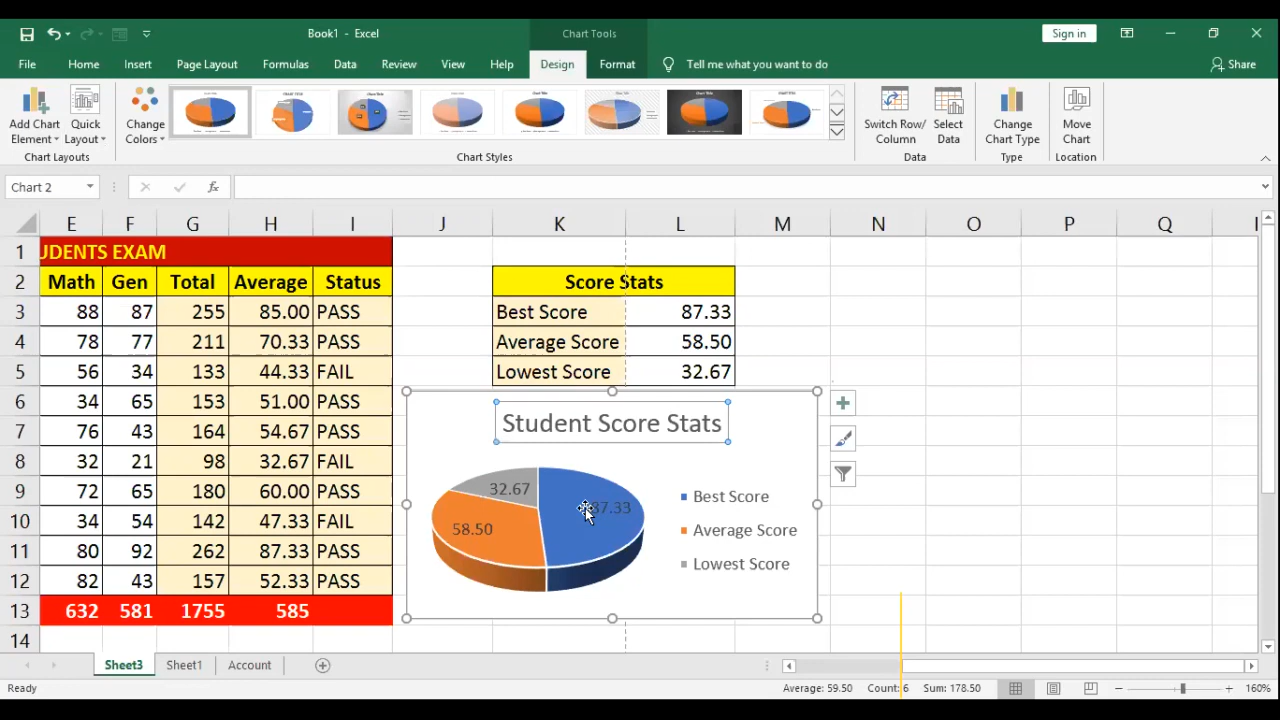 Book1 - Excel
Chart Tools
Sign in
File Home Insert Page Layout Formulas Data Review View Help Design Format Tell me what you want to do Share
Add Chart Element
Quick Layout
Change Colors
Switch Row/ Column
Select Data
Change Chart Type
Move Chart
Chart Layouts
Chart Styles
Data
Type
Location
Chart 2
fx
E F G H I J K L M N O P Q
1 UDENTS EXAM
2 Math Gen Total Average Status Score Stats
3 88 87 255 85.00 PASS Best Score 87.33
4 78 77 211 70.33 PASS Average Score 58.50
5 56 34 133 44.33 FAIL Lowest Score 32.67
6 34 65 153 51.00 PASS
7 76 43 164 54.67 PASS
8 32 21 98 32.67 FAIL
9 72 65 180 60.00 PASS
10 34 54 142 47.33 FAIL
11 80 92 262 87.33 PASS
12 82 43 157 52.33 PASS
13 632 581 1755 585
14
Student Score Stats
32.67
87.33
58.50
Best Score
Average Score
Lowest Score
Sheet3 Sheet1 Account
Ready Average: 59.50 Count: 6 Sum: 178.50 160%